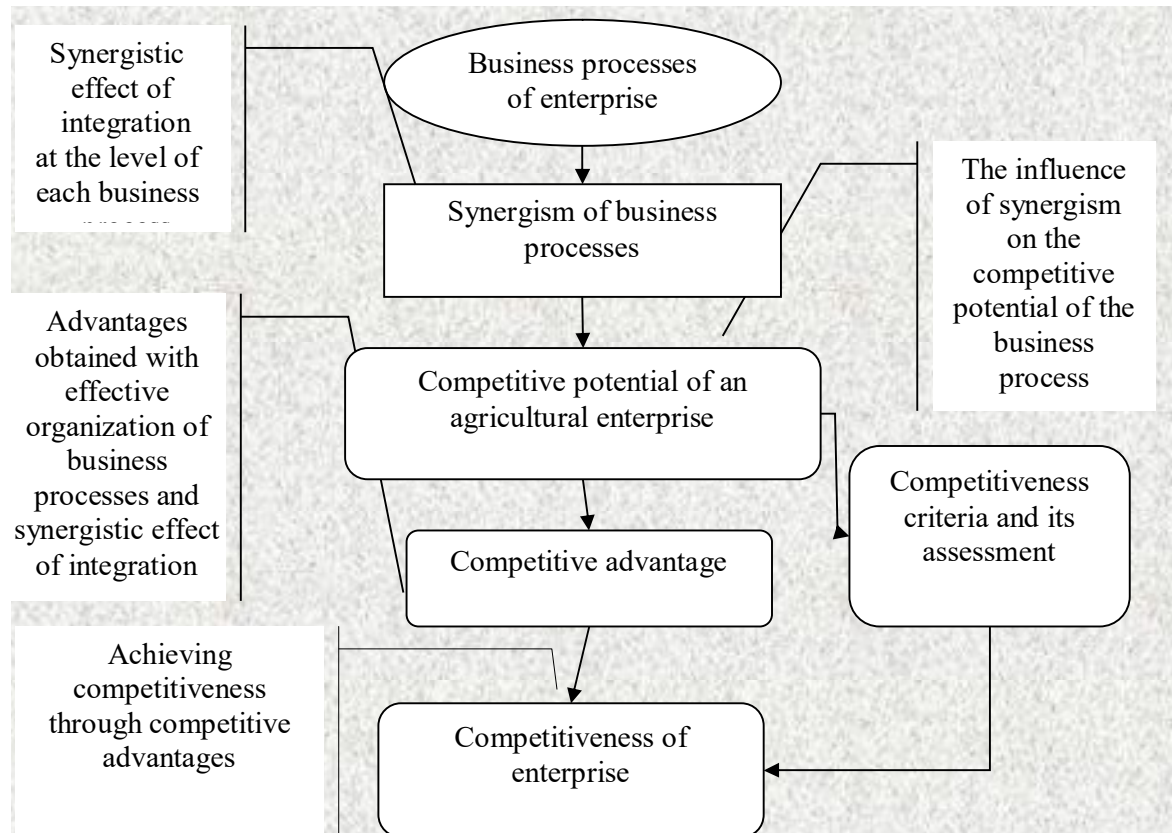 Synergistic
effect of
integration
at the level of
each business
Business processes
of enterprise
Synergism of business
processes
The influence
of synergism
on the
competitive
potential of the
business
process
Advantages
obtained with
effective
organization of
business
processes and
synergistic effect
of integration
Competitive potential of an
agricultural enterprise
Competitiveness
criteria and its
assessment
Competitive advantage
Achieving
competitiveness
through competitive
advantages
Competitiveness of
enterprise